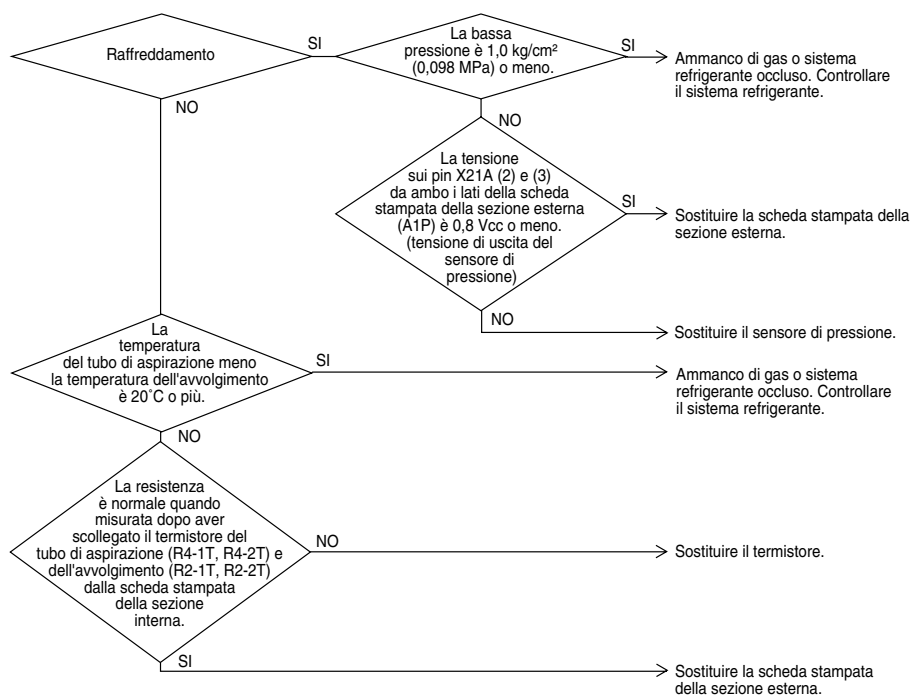 Raffreddamento
SI
La bassa
pressione è 1,0 kg/cm²
(0,098 MPa) o meno.
SI
Ammanco di gas o sistema
refrigerante occluso. Controllare
il sistema refrigerante.
NO
NO
La tensione
sui pin X21A (2) e (3)
da ambo i lati della scheda
stampata della sezione esterna
(A1P) è 0,8 Vcc o meno.
(tensione di uscita del
sensore di
pressione)
SI
Sostituire la scheda stampata della
sezione esterna.
NO
Sostituire il sensore di pressione.
La
temperatura
del tubo di aspirazione meno
la temperatura dell'avvolgimento
è 20˚C o più.
SI
Ammanco di gas o sistema
refrigerante occluso. Controllare
il sistema refrigerante.
NO
La resistenza
è normale quando
misurata dopo aver
scollegato il termistore del
tubo di aspirazione (R4-1T, R4-2T) e
dell'avvolgimento (R2-1T, R2-2T)
dalla scheda stampata
della sezione
interna.
NO
Sostituire il termistore.
SI
Sostituire la scheda stampata
della sezione esterna.